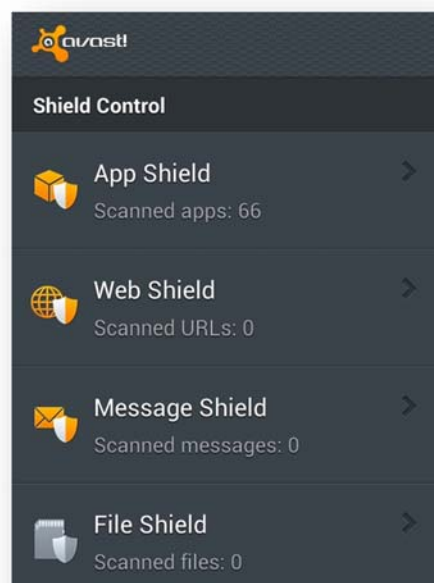 avast!
Shield Control
App Shield
Scanned apps: 66
Web Shield
Scanned URLs: 0
Message Shield
Scanned messages: 0
File Shield
Scanned files: 0